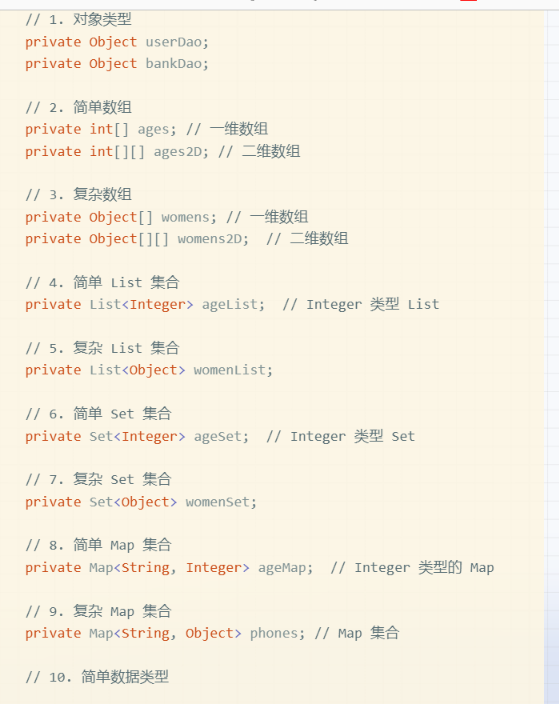 // 1. 对象类型
private Object userDao;
private Object bankDao;
// 2. 简单数组
private int[] ages; // 一维数组
private int[][] ages2D; // 二维数组
// 3. 复杂数组
private Object[] womens; // 一维数组
private Object[][] womens2D;  // 二维数组
// 4. 简单 List 集合
private List<Integer> ageList;  // Integer 类型 List
// 5. 复杂 List 集合
private List<Object> womenList;
// 6. 简单 Set 集合
private Set<Integer> ageSet;  // Integer 类型 Set
// 7. 复杂 Set 集合
private Set<Object> womenSet;
// 8. 简单 Map 集合
private Map<String, Integer> ageMap;  // Integer 类型的 Map
// 9. 复杂 Map 集合
private Map<String, Object> phones; // Map 集合
// 10. 简单数据类型